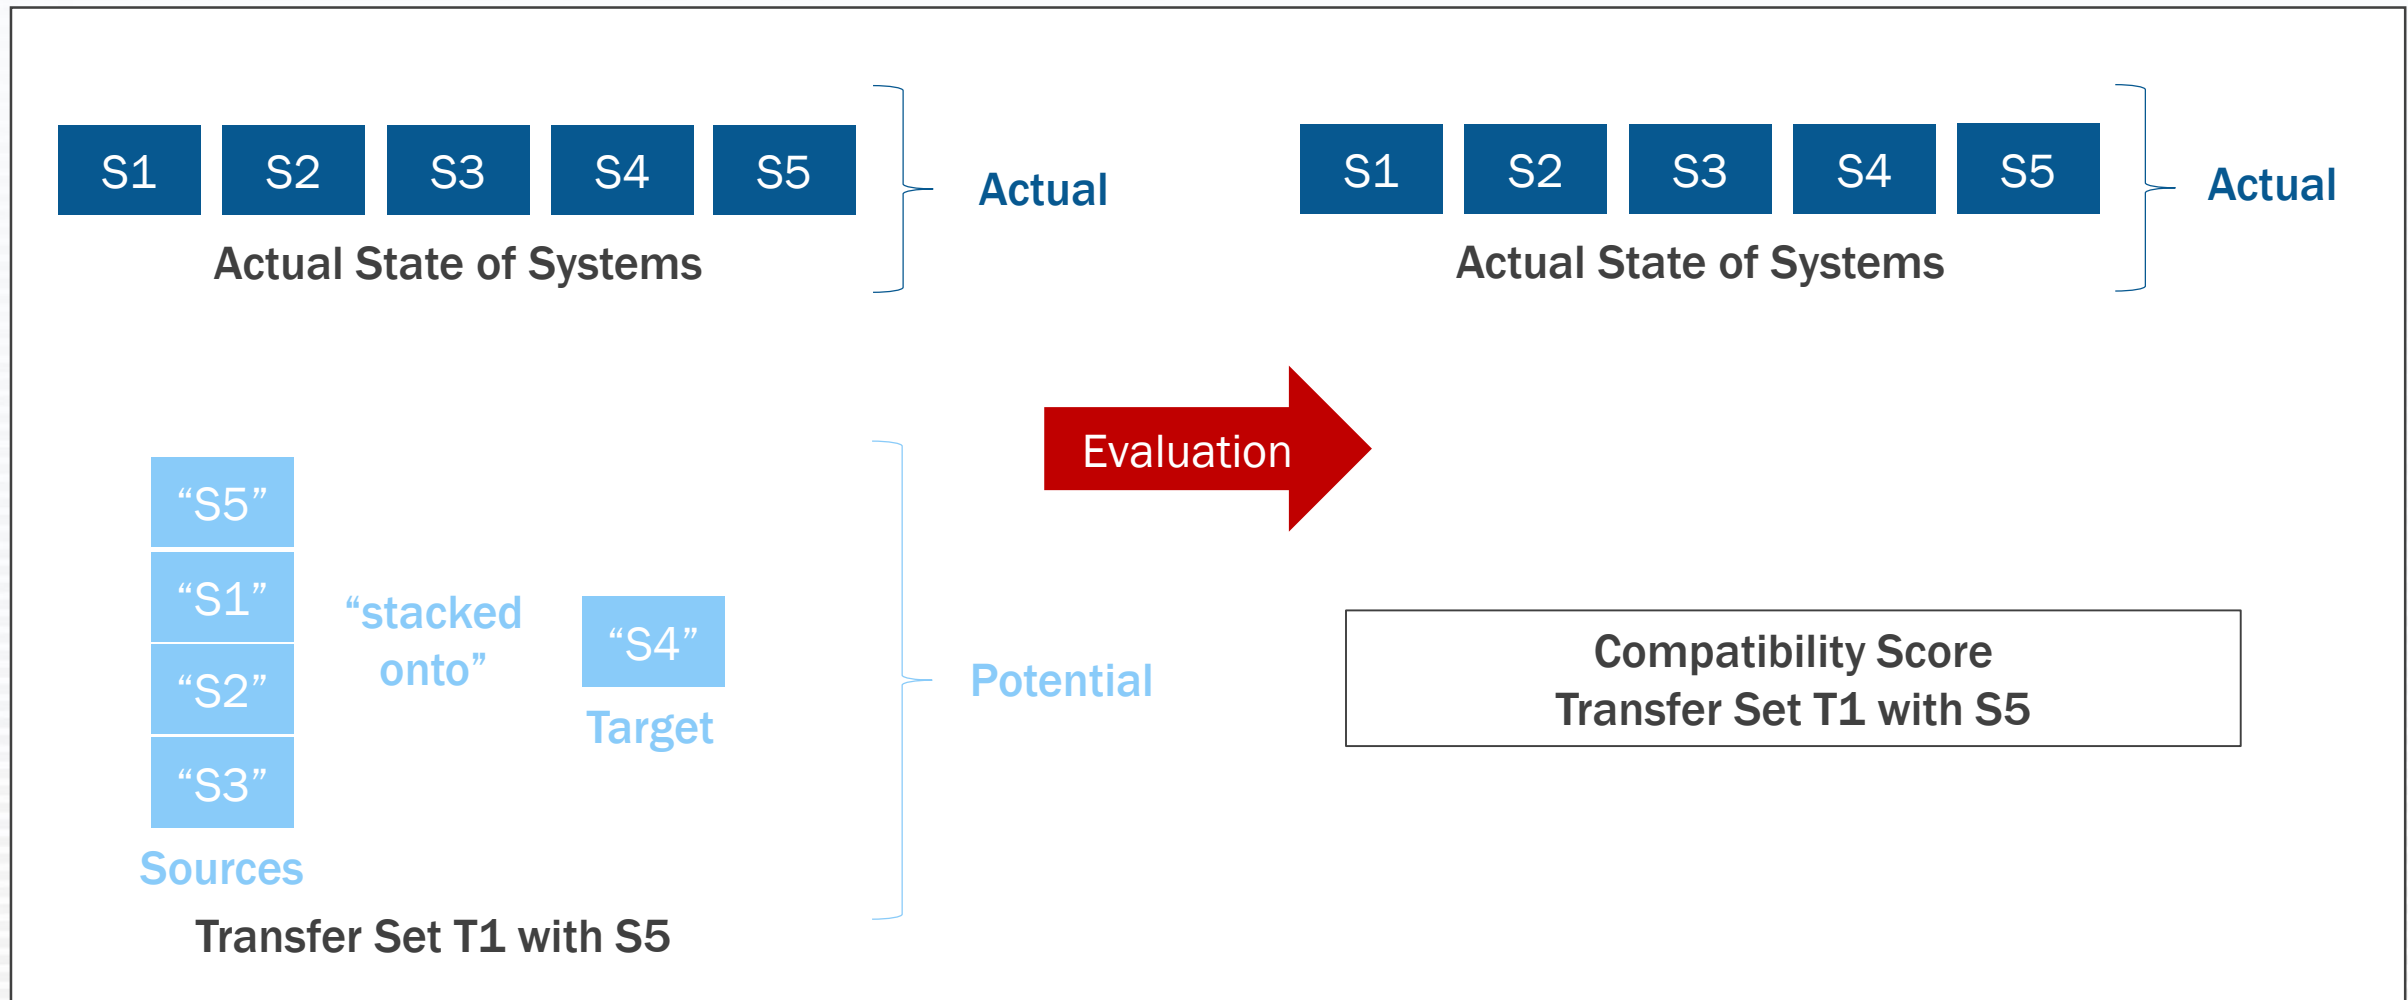 S1 S2 S3 S4 S5
Actual
Actual State of Systems
S1 S2 S3 S4 S5
Actual
Actual State of Systems
Evaluation
“S5”
“S1”
“S2”
“S3”
Sources
“stacked
onto”
“S4”
Target
Potential
Transfer Set T1 with S5
Compatibility Score
Transfer Set T1 with S5